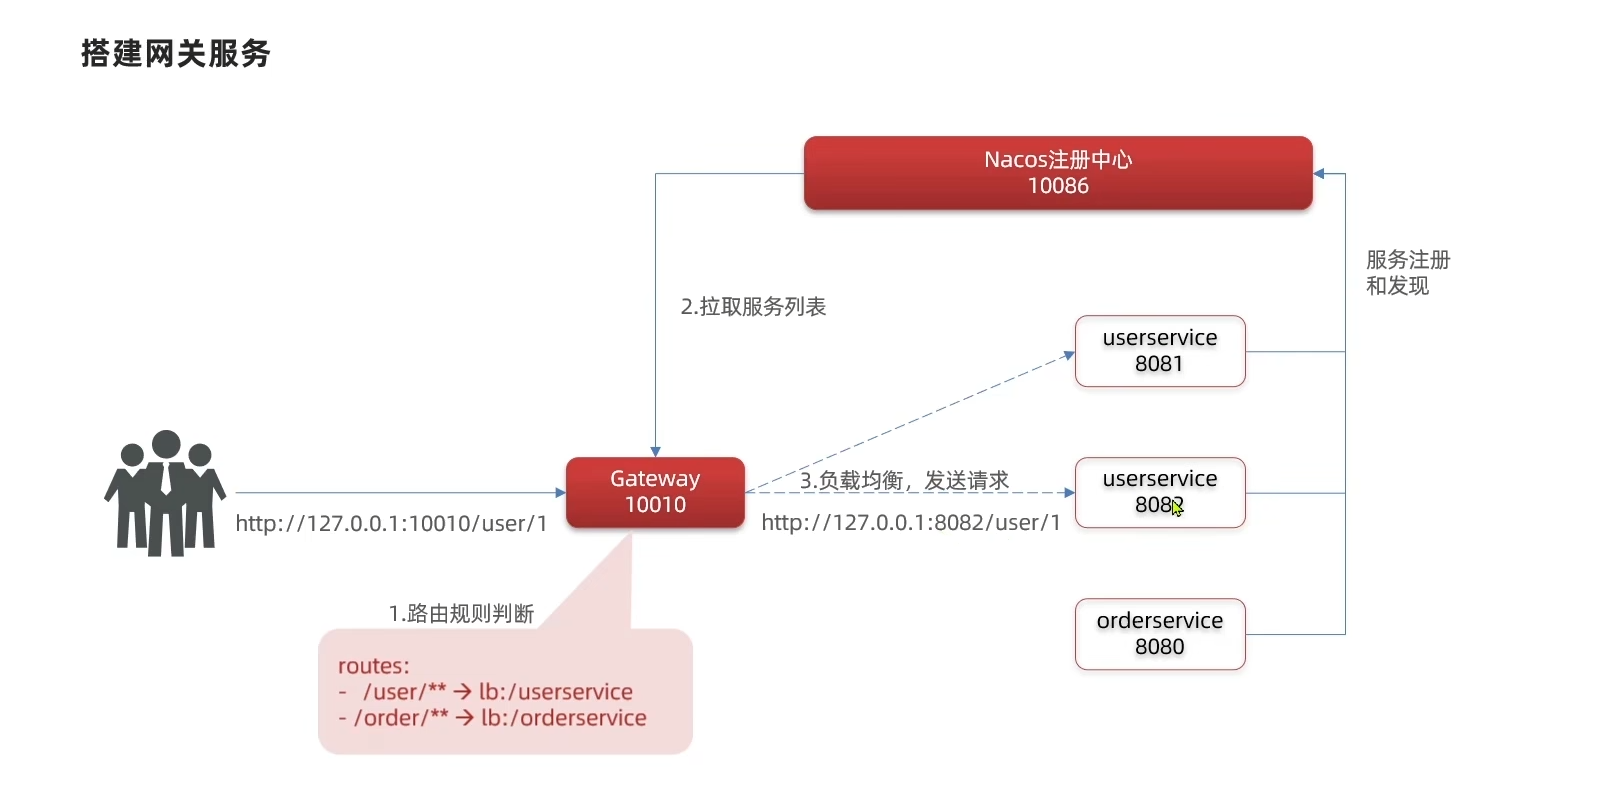 搭建网关服务
Nacos注册中心
10086
服务注册
和发现
2.拉取服务列表
userservice
8081
Gateway
10010
3.负载均衡，发送请求
userservice
8082
http://127.0.0.1:10010/user/1
http://127.0.0.1:8082/user/1
1.路由规则判断
orderservice
8080
routes:
- /user/** → lb:/userservice
- /order/** → lb:/orderservice